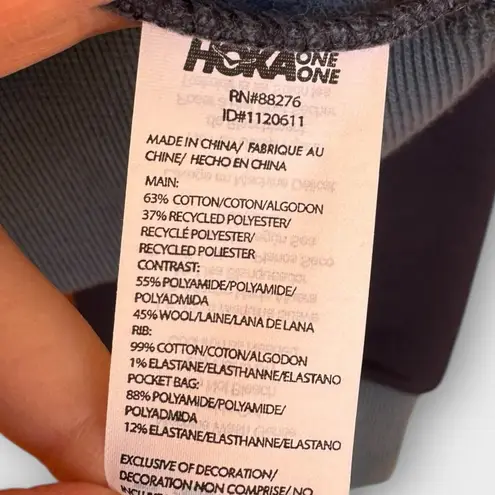 HOKA ONE ONE
RN#88276
ID#1120611
MADE IN CHINA/ FABRIQUE AU
CHINE/ HECHO EN CHINA
MAIN:
63% COTTON/COTON/ALGODON
37% RECYCLED POLYESTER/
RECYCLÉ POLYESTER/
RECYCLED POLIESTER
CONTRAST:
55% POLYAMIDE/POLYAMIDE/
POLYADMIDA
45% WOOL/LAINE/LANA DE LANA
RIB:
99% COTTON/COTON/ALGODON
1% ELASTANE/ELASTHANNE/ELASTANO
POCKET BAG:
88% POLYAMIDE/POLYAMIDE/
POLYADMIDA
12% ELASTANE/ELASTHANNE/ELASTANO
EXCLUSIVE OF DECORATION/
DECORATION NON COMPRISE/ NO